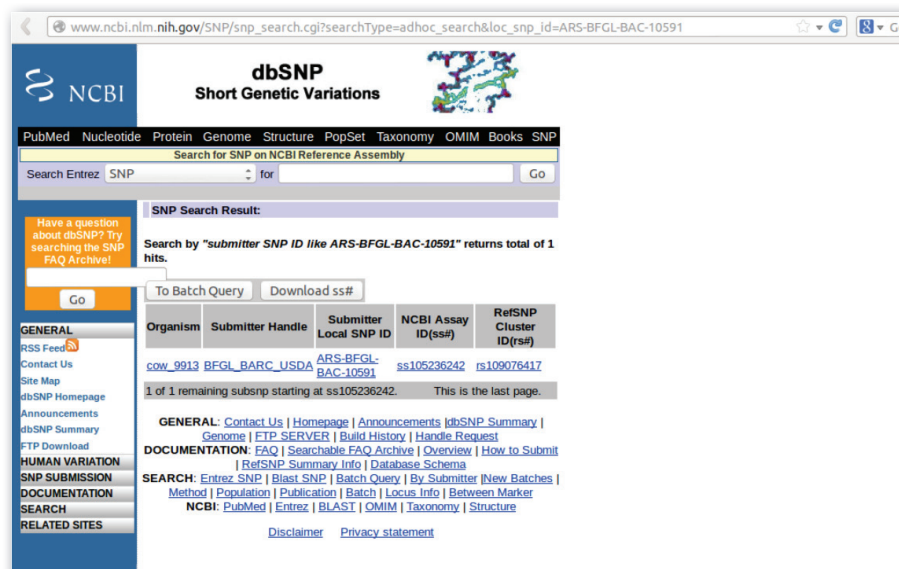 www.ncbi.nlm.nih.gov/SNP/snp_search.cgi?searchType=adhoc_search&loc_snp_id=ARS-BFGL-BAC-10591
NCBI
dbSNP
Short Genetic Variations
PubMed Nucleotide Protein Genome Structure PopSet Taxonomy OMIM Books SNP
Search for SNP on NCBI Reference Assembly
Search Entrez SNP for Go
Have a question
about dbSNP? Try
searching the SNP
FAQ Archive!
Go
GENERAL
RSS Feed
Contact Us
Site Map
dbSNP Homepage
Announcements
dbSNP Summary
FTP Download
HUMAN VARIATION
SNP SUBMISSION
DOCUMENTATION
SEARCH
RELATED SITES
SNP Search Result:
Search by "submitter SNP ID like ARS-BFGL-BAC-10591" returns total of 1
hits.
To Batch Query Download ss#
Organism Submitter Handle Submitter Local SNP ID NCBI Assay ID(ss#) RefSNP Cluster ID(rs#)
cow_9913 BFGL_BARC_USDA ARS-BFGL-BAC-10591 ss105236242 rs109076417
1 of 1 remaining subsnp starting at ss105236242. This is the last page.
GENERAL: Contact Us | Homepage | Announcements |dbSNP Summary |
Genome | FTP SERVER | Build History | Handle Request
DOCUMENTATION: FAQ | Searchable FAQ Archive | Overview | How to Submit
| RefSNP Summary Info | Database Schema
SEARCH: Entrez SNP | Blast SNP | Batch Query | By Submitter |New Batches |
Method | Population | Publication | Batch | Locus Info | Between Marker
NCBI: PubMed | Entrez | BLAST | OMIM | Taxonomy | Structure
Disclaimer Privacy statement